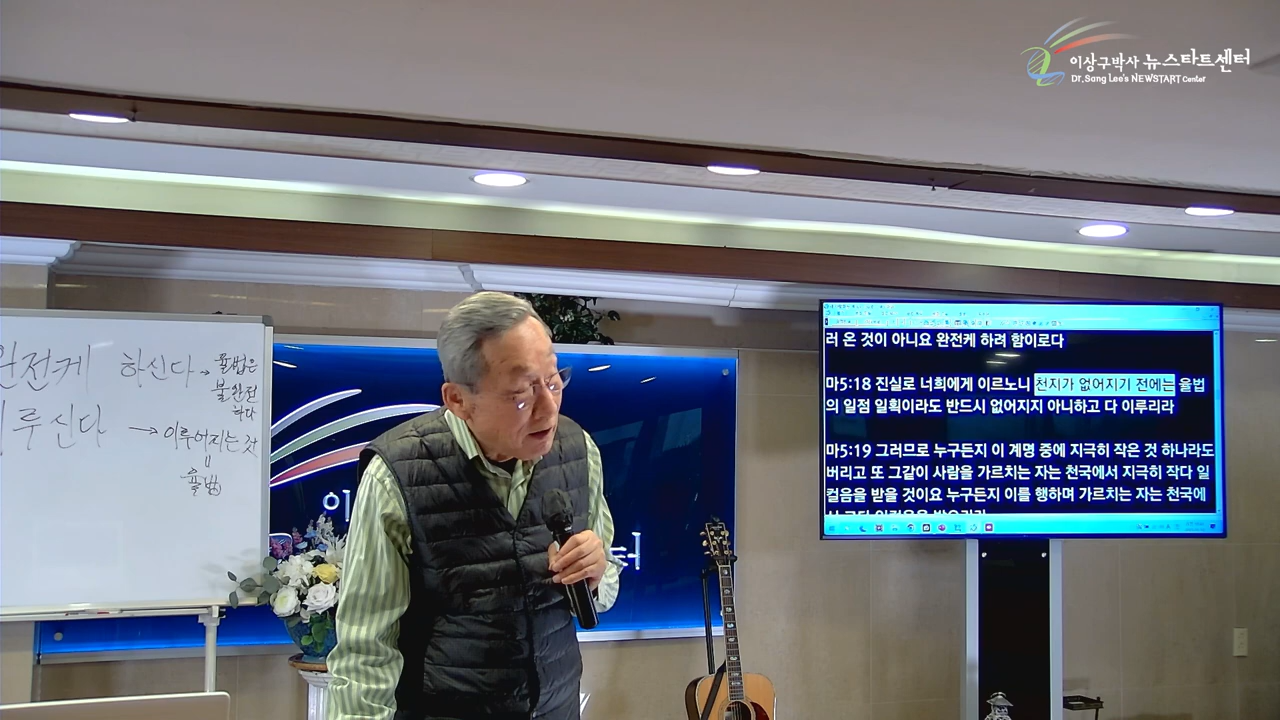 이상구박사 뉴스타트센터
Dr. Sang Lee's NEWSTART Center
완전케 하신다 → 율법은
불완전
하다
이루신다 → 이루어지는 것
율법
이
터
러 온 것이 아니요 완전케 하려 함이로다
마5:18 진실로 너희에게 이르노니 천지가 없어지기 전에는 율법
의 일점 일획이라도 반드시 없어지지 아니하고 다 이루리라
마5:19 그러므로 누구든지 이 계명 중에 지극히 작은 것 하나라도
버리고 또 그같이 사람을 가르치는 자는 천국에서 지극히 작다 일
컬음을 받을 것이요 누구든지 이를 행하며 가르치는 자는 천국에